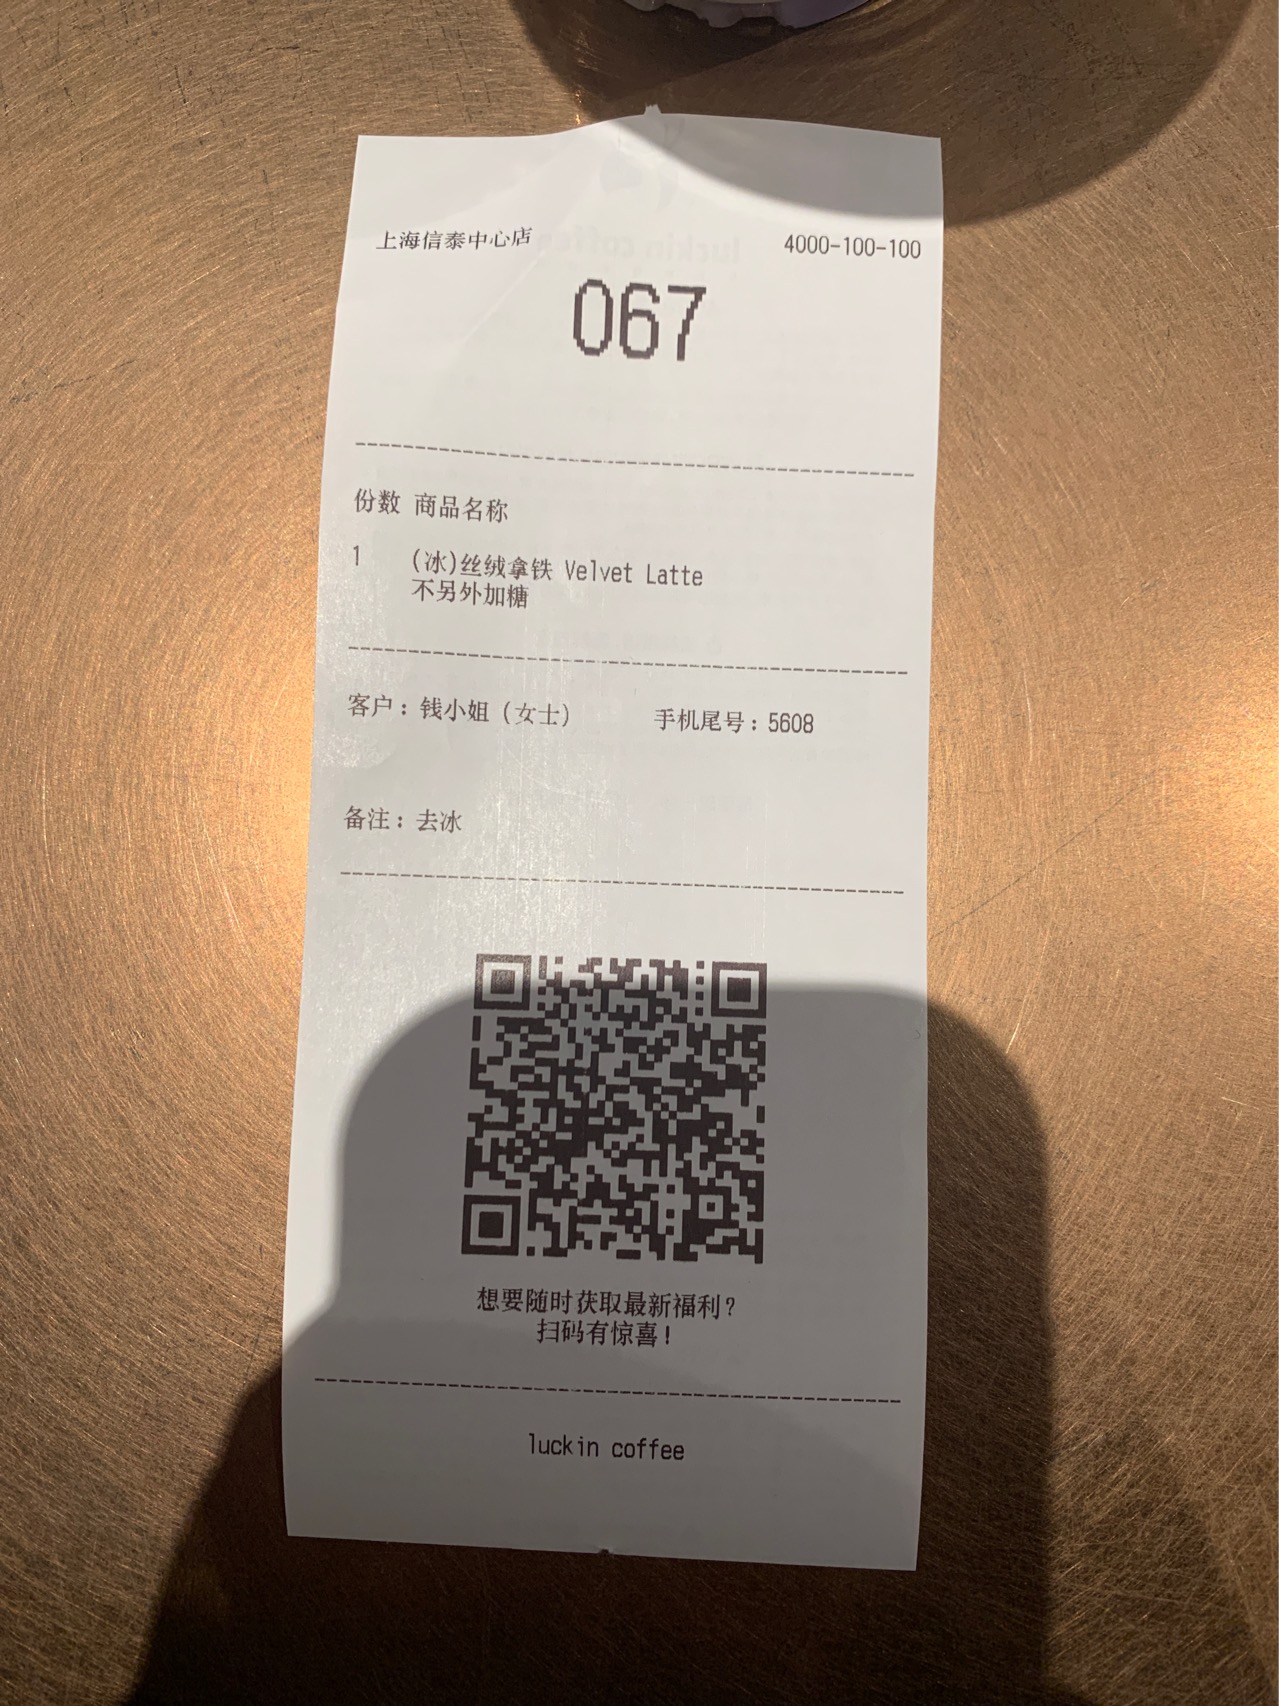 上海信泰中心店 4000-100-100
067
份数 商品名称
1 (冰)丝绒拿铁 Velvet Latte
不另外加糖
客户: 钱小姐 (女士) 手机尾号: 5608
备注: 去冰
想要随时获取最新福利?
扫码有惊喜!
luckin coffee